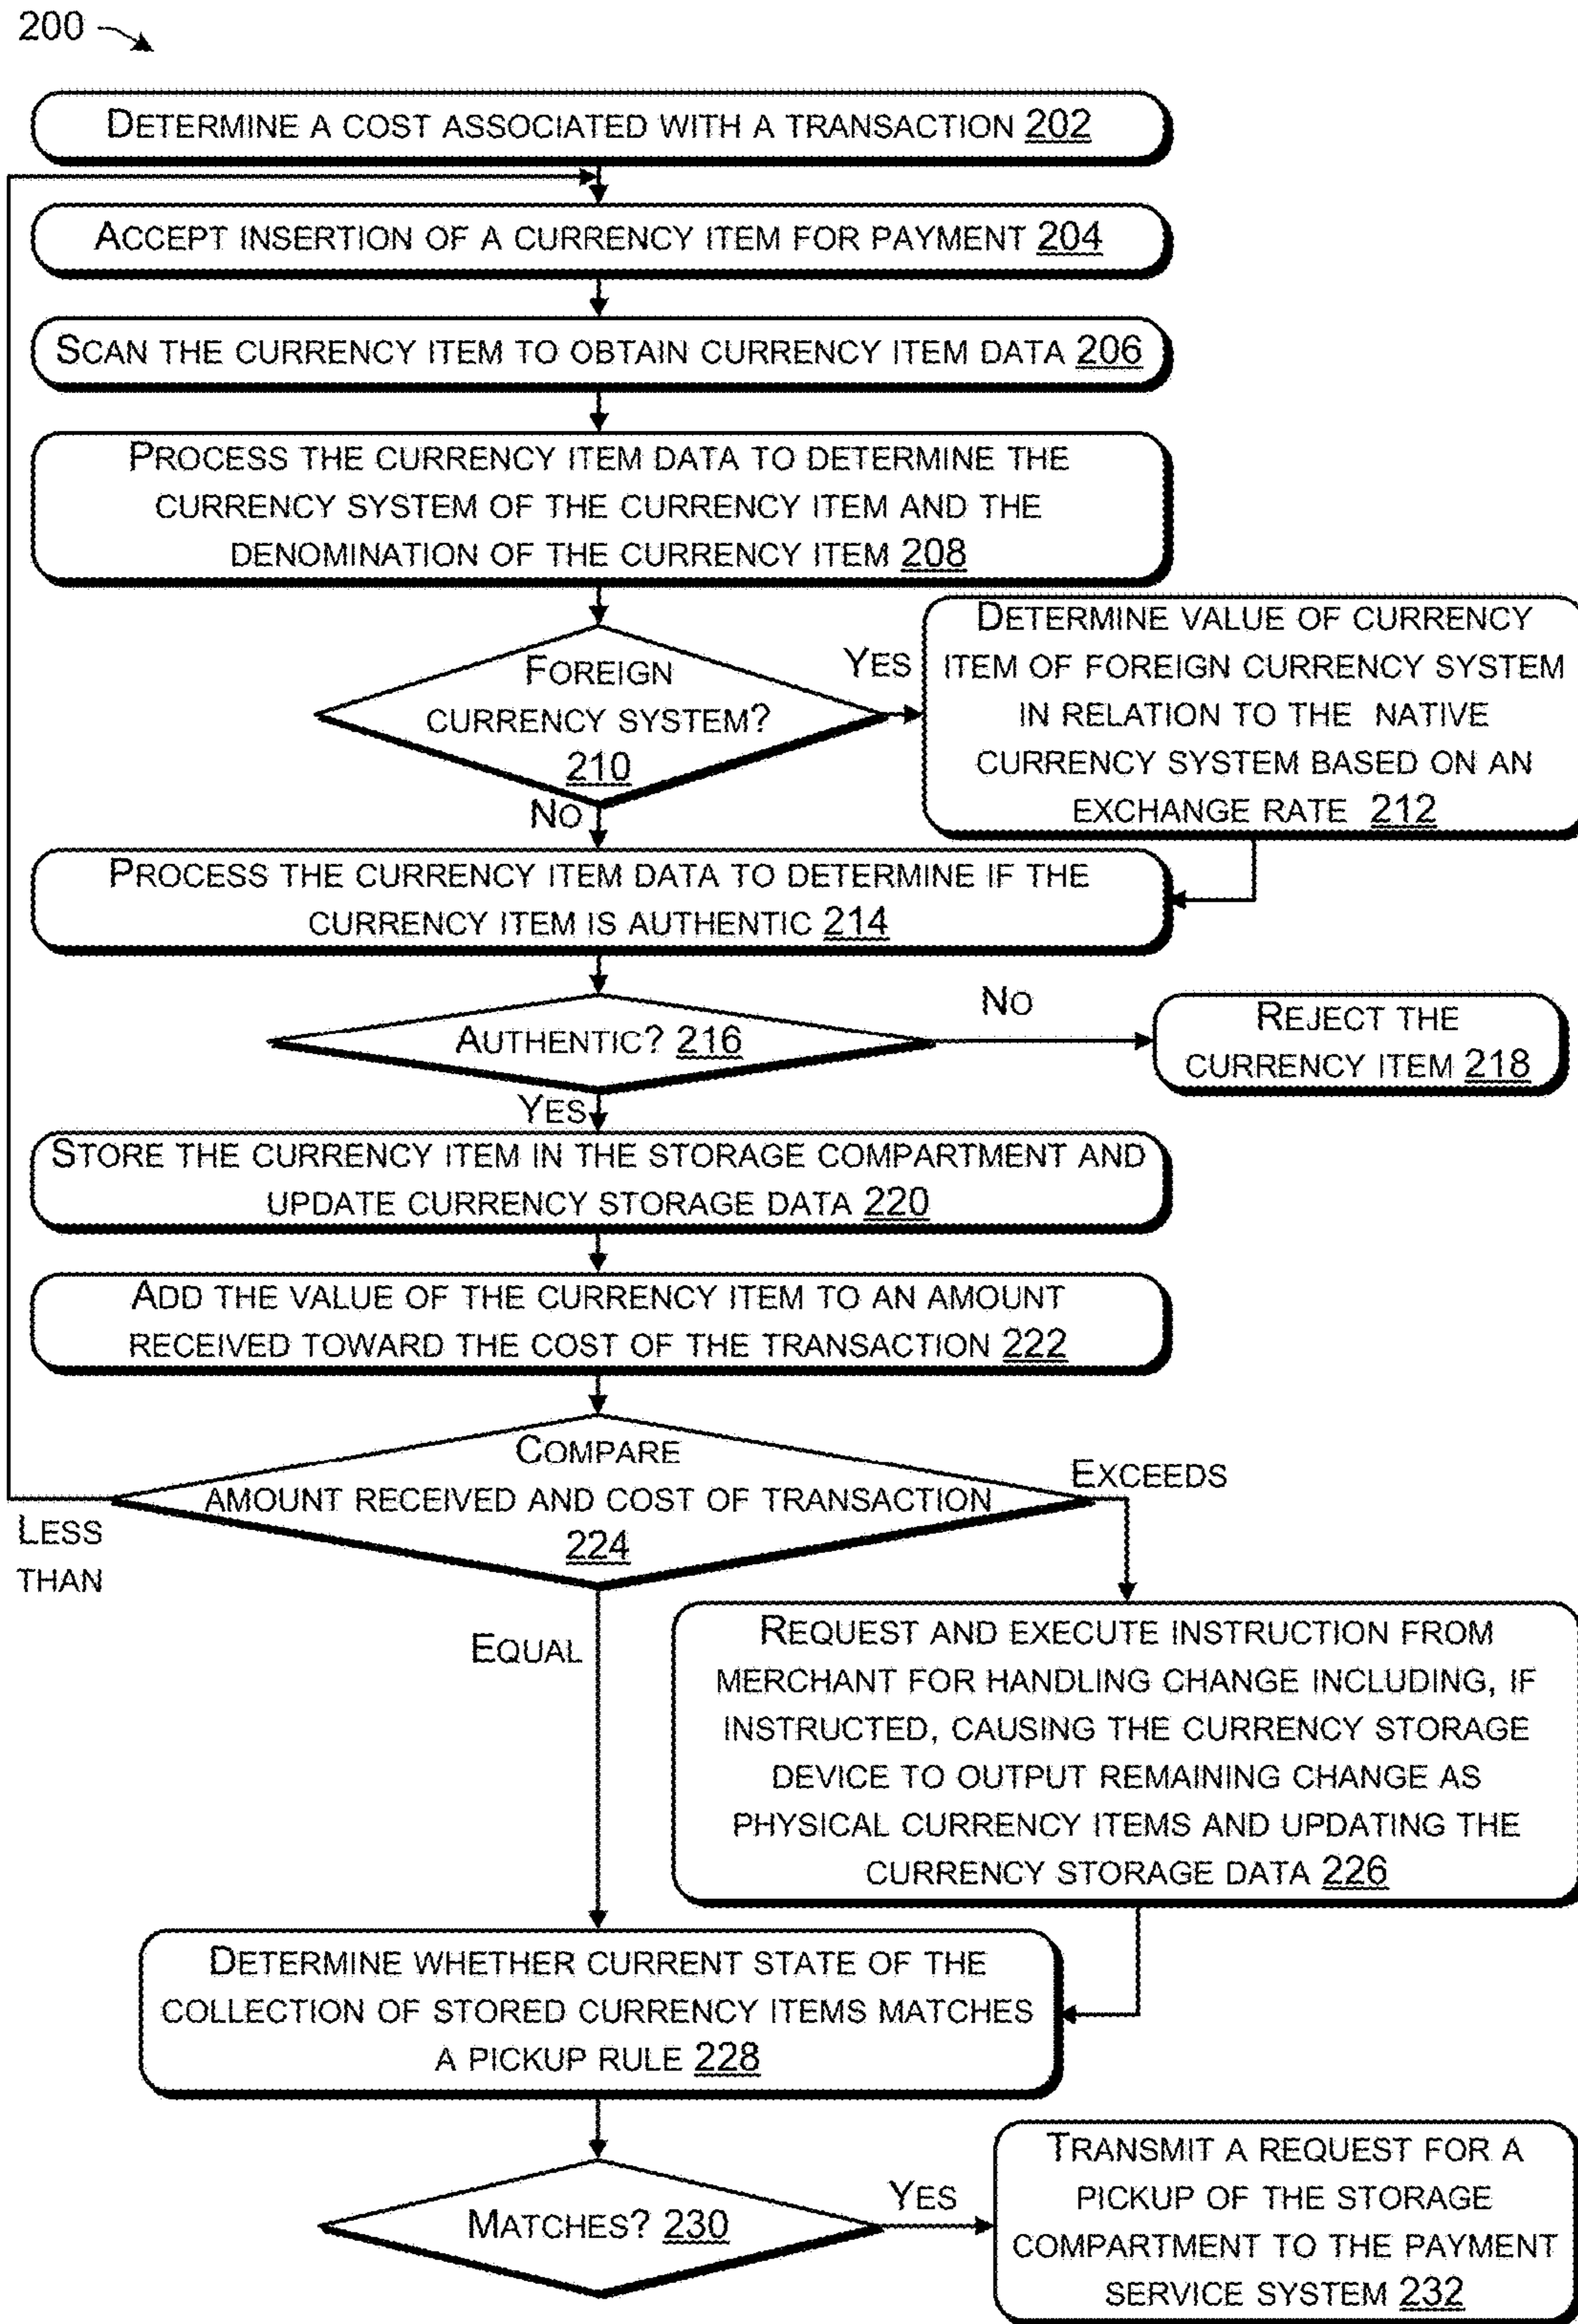 200
DETERMINE A COST ASSOCIATED WITH A TRANSACTION 202
ACCEPT INSERTION OF A CURRENCY ITEM FOR PAYMENT 204
SCAN THE CURRENCY ITEM TO OBTAIN CURRENCY ITEM DATA 206
PROCESS THE CURRENCY ITEM DATA TO DETERMINE THE
CURRENCY SYSTEM OF THE CURRENCY ITEM AND THE
DENOMINATION OF THE CURRENCY ITEM 208
FOREIGN
CURRENCY SYSTEM?
210
YES
DETERMINE VALUE OF CURRENCY
ITEM OF FOREIGN CURRENCY SYSTEM
IN RELATION TO THE NATIVE
CURRENCY SYSTEM BASED ON AN
EXCHANGE RATE 212
NO
PROCESS THE CURRENCY ITEM DATA TO DETERMINE IF THE
CURRENCY ITEM IS AUTHENTIC 214
AUTHENTIC? 216
NO
REJECT THE
CURRENCY ITEM 218
YES
STORE THE CURRENCY ITEM IN THE STORAGE COMPARTMENT AND
UPDATE CURRENCY STORAGE DATA 220
ADD THE VALUE OF THE CURRENCY ITEM TO AN AMOUNT
RECEIVED TOWARD THE COST OF THE TRANSACTION 222
COMPARE
AMOUNT RECEIVED AND COST OF TRANSACTION
224
LESS
THAN
EXCEEDS
EQUAL
REQUEST AND EXECUTE INSTRUCTION FROM
MERCHANT FOR HANDLING CHANGE INCLUDING, IF
INSTRUCTED, CAUSING THE CURRENCY STORAGE
DEVICE TO OUTPUT REMAINING CHANGE AS
PHYSICAL CURRENCY ITEMS AND UPDATING THE
CURRENCY STORAGE DATA 226
DETERMINE WHETHER CURRENT STATE OF THE
COLLECTION OF STORED CURRENCY ITEMS MATCHES
A PICKUP RULE 228
MATCHES? 230
YES
TRANSMIT A REQUEST FOR A
PICKUP OF THE STORAGE
COMPARTMENT TO THE PAYMENT
SERVICE SYSTEM 232